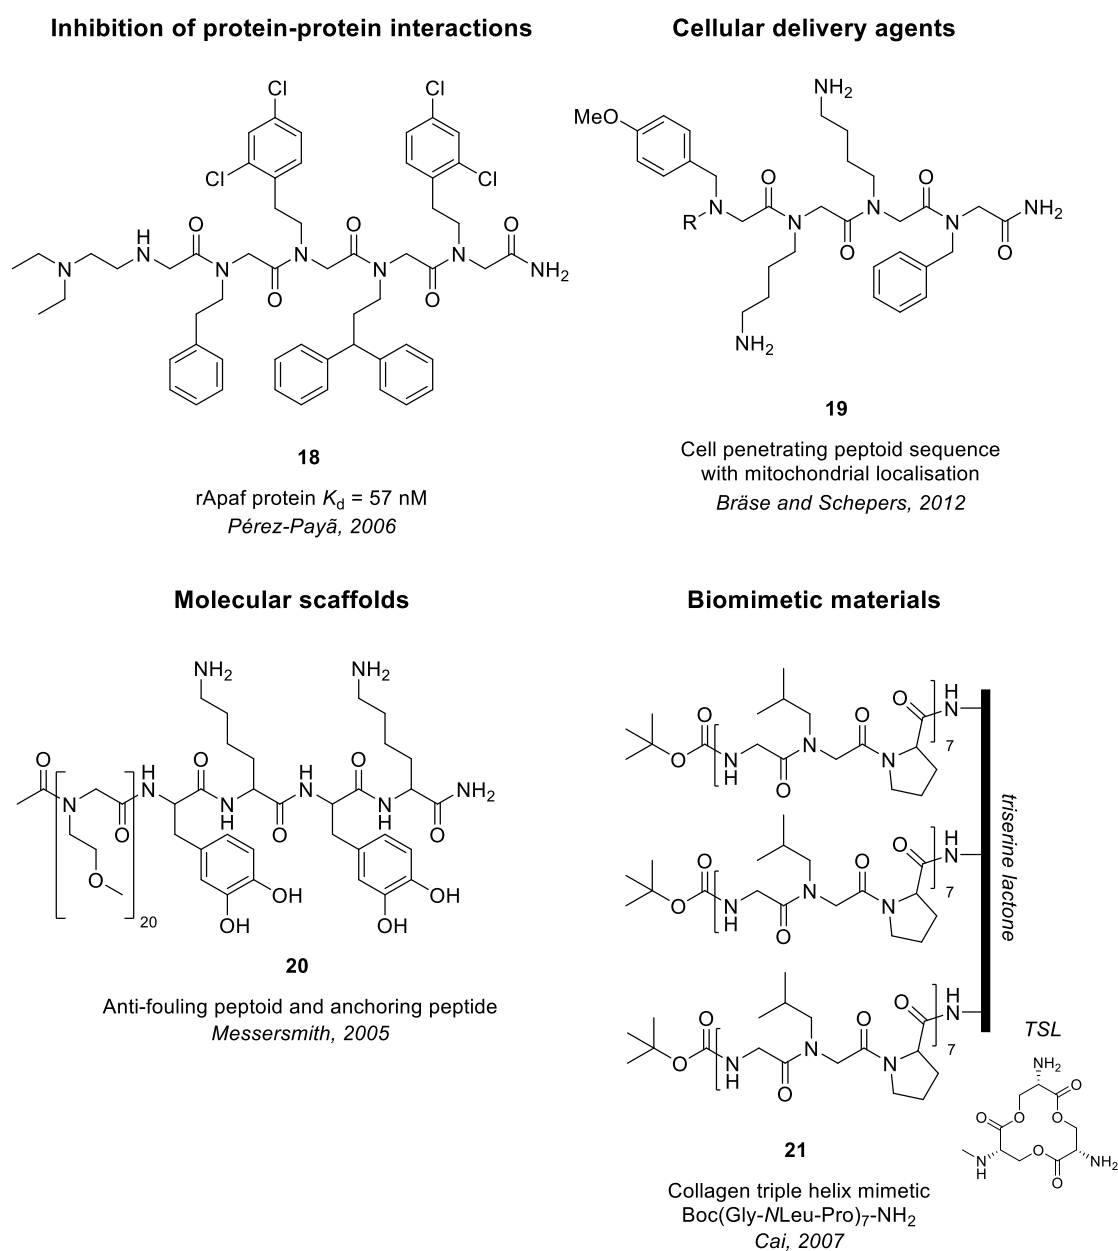 Inhibition of protein-protein interactions
Cl
Cl
Cl
Cl
H
N
N
O
N
O
N
O
N
O
N
O
NH2
18
rApaf protein Kd = 57 nM
Pérez-Payã, 2006
Cellular delivery agents
NH2
MeO
R
N
O
N
O
N
O
N
O
NH2
NH2
19
Cell penetrating peptoid sequence
with mitochondrial localisation
Bräse and Schepers, 2012
Molecular scaffolds
NH2
NH2
O
N
O
O
20
H
N
O
N
H
O
H
N
O
N
H
O
NH2
OH
OH
OH
OH
20
Anti-fouling peptoid and anchoring peptide
Messersmith, 2005
Biomimetic materials
O
O
N
H
O
N
O
N
O
7
H
N
O
O
N
H
O
N
O
N
O
7
H
N
O
O
N
H
O
N
O
N
O
7
H
N
triserine lactone
TSL
NH2
O
O
O
O
O
O
N
H
NH2
21
Collagen triple helix mimetic
Boc(Gly-NLeu-Pro)7-NH2
Cai, 2007